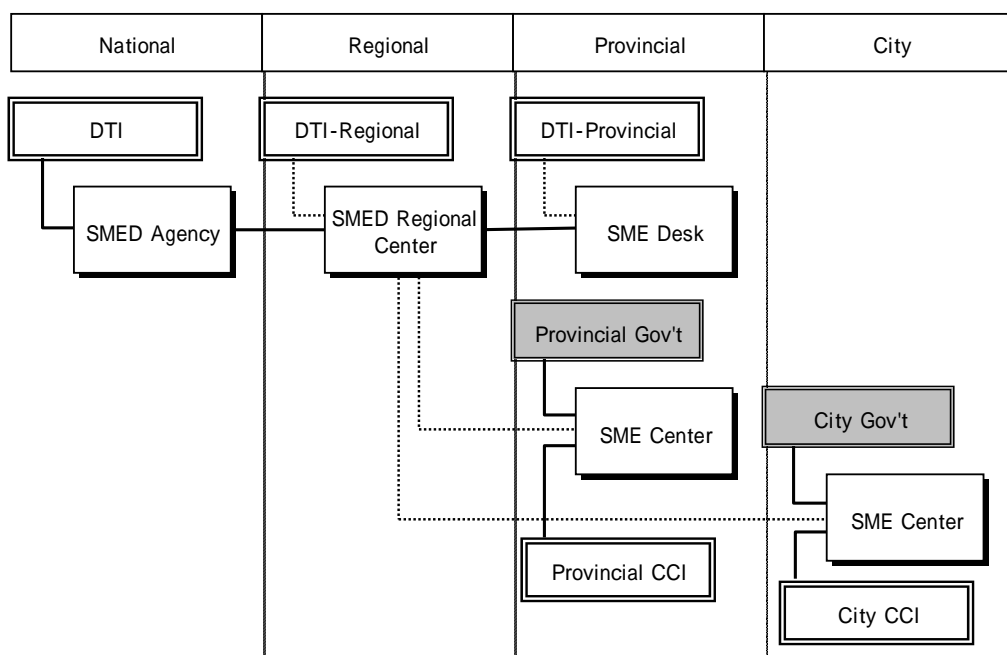 National
Regional
Provincial
City
DTI
DTI-Regional
DTI-Provincial
SMED Agency
SMED Regional
Center
SME Desk
Provincial Gov't
SME Center
City Gov't
SME Center
Provincial CCI
City CCI